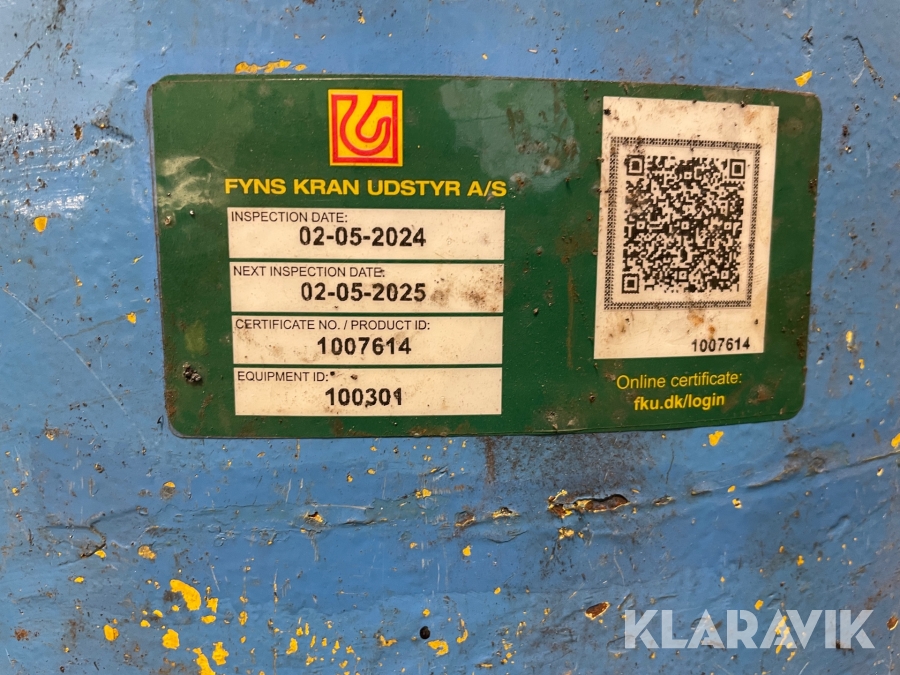 FYNS KRAN UDSTYR A/S
INSPECTION DATE:
02-05-2024
NEXT INSPECTION DATE:
02-05-2025
CERTIFICATE NO. / PRODUCT ID:
1007614
EQUIPMENT ID:
100301
1007614
Online certificate:
fku.dk/login
KLARAVIK